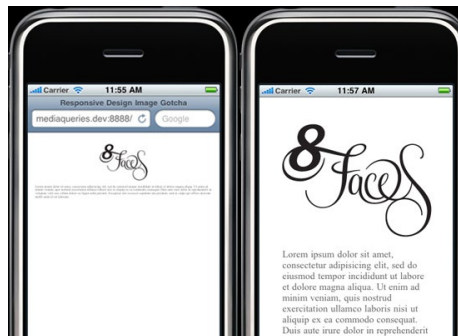 Carrier 11:55 AM
Responsive Design Image Gotcha
mediaqueries.dev:8888/ Google
8 Faces
Carrier 11:57 AM
8 Faces
Lorem ipsum dolor sit amet,
consectetur adipisicing elit, sed do
eiusmod tempor incididunt ut labore
et dolore magna aliqua. Ut enim ad
minim veniam, quis nostrud
exercitation ullamco laboris nisi ut
aliquip ex ea commodo consequat.
Duis aute irure dolor in reprehenderit